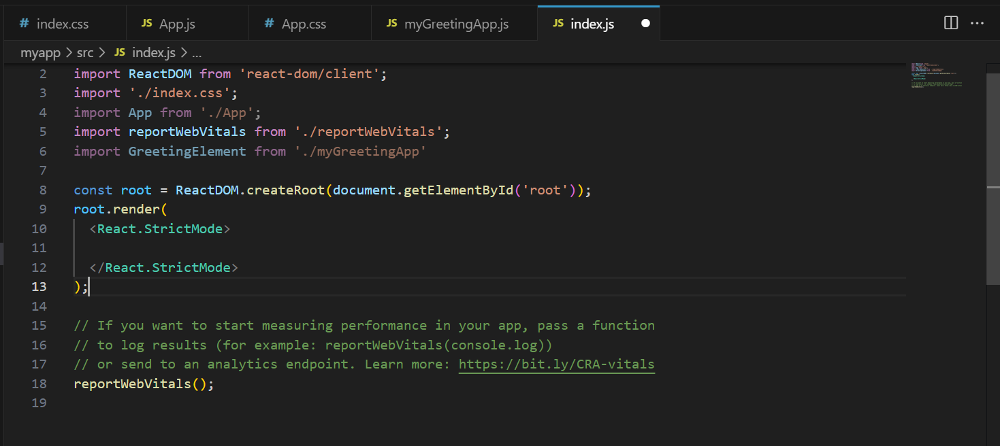 # index.css JS App.js # App.css JS myGreetingApp.js JS index.js
myapp > src > JS index.js > ...
2 import ReactDOM from 'react-dom/client';
3 import './index.css';
4 import App from './App';
5 import reportWebVitals from './reportWebVitals';
6 import GreetingElement from './myGreetingApp'
7
8 const root = ReactDOM.createRoot(document.getElementById('root'));
9 root.render(
10 <React.StrictMode>
11
12 </React.StrictMode>
13 );
14
15 // If you want to start measuring performance in your app, pass a function
16 // to log results (for example: reportWebVitals(console.log))
17 // or send to an analytics endpoint. Learn more: https://bit.ly/CRA-vitals
18 reportWebVitals();
19